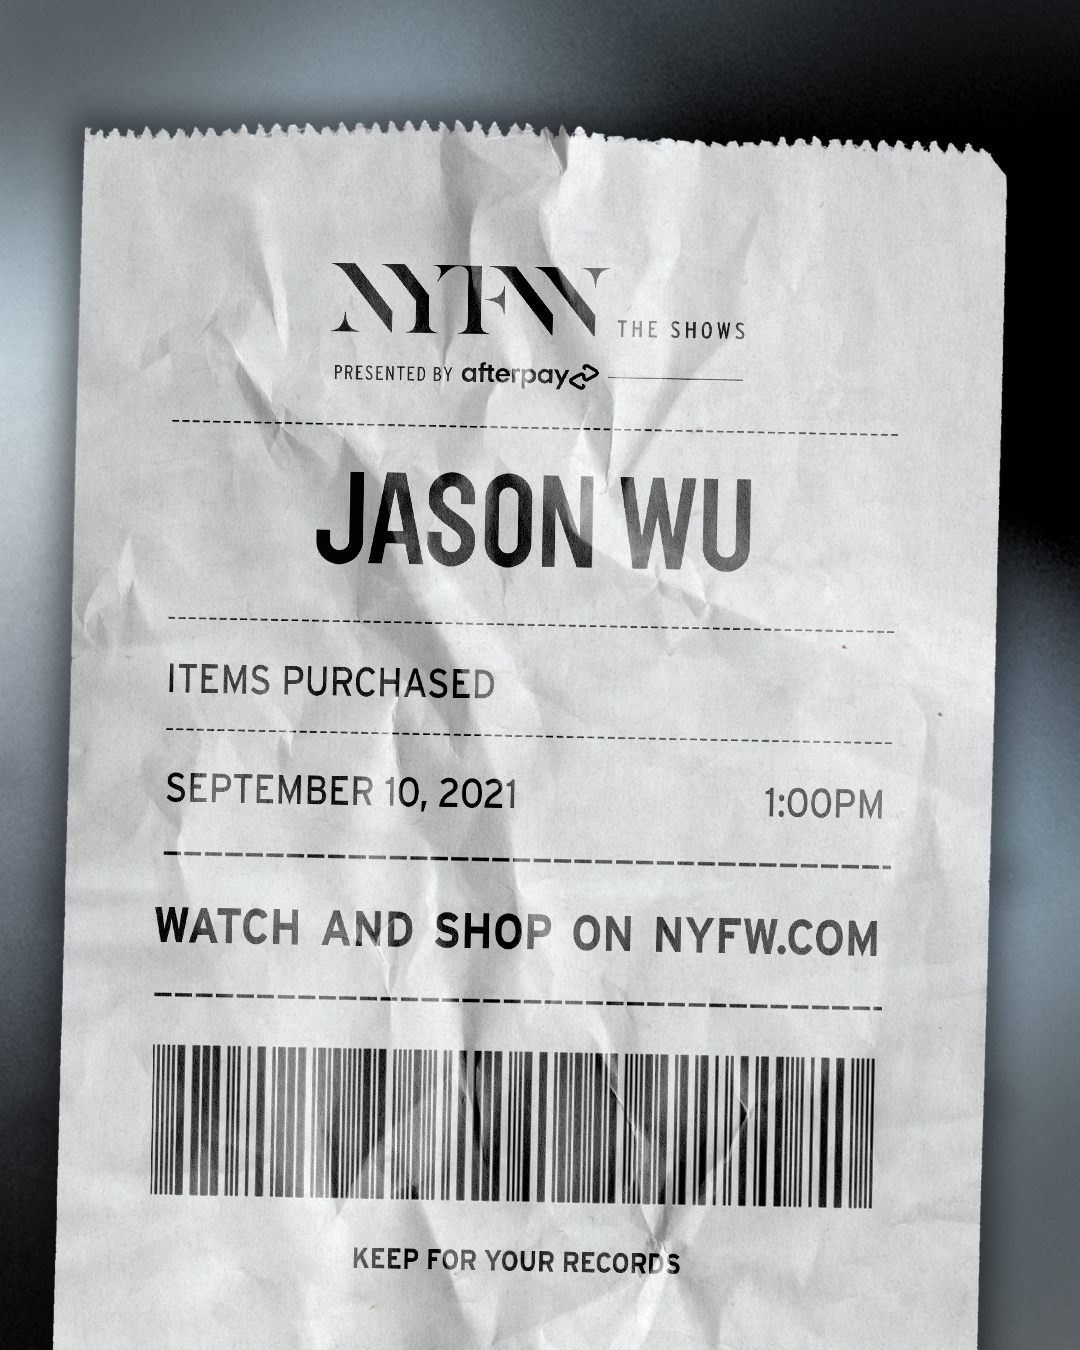 NYFW THE SHOWS
PRESENTED BY afterpay
JASON WU
ITEMS PURCHASED
SEPTEMBER 10, 2021 1:00PM
WATCH AND SHOP ON NYFW.COM
KEEP FOR YOUR RECORDS